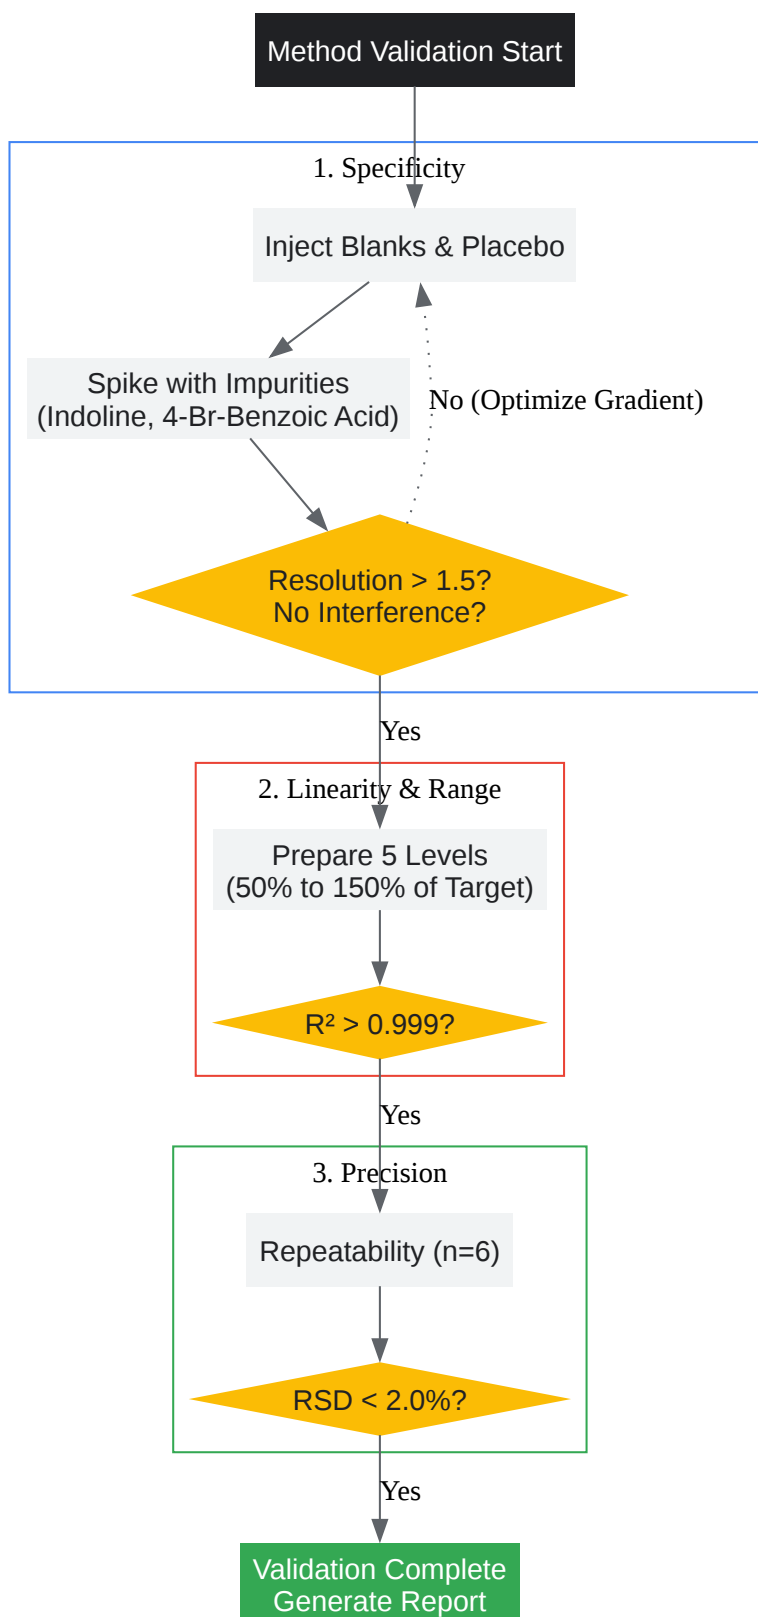 Method Validation Start
1. Specificity
Inject Blanks & Placebo
Spike with Impurities
(Indoline, 4-Br-Benzoic Acid)
No (Optimize Gradient)
Resolution > 1.5?
No Interference?
Yes
2. Linearity & Range
Prepare 5 Levels
(50% to 150% of Target)
R² > 0.999?
Yes
3. Precision
Repeatability (n=6)
RSD < 2.0%?
Yes
Validation Complete
Generate Report